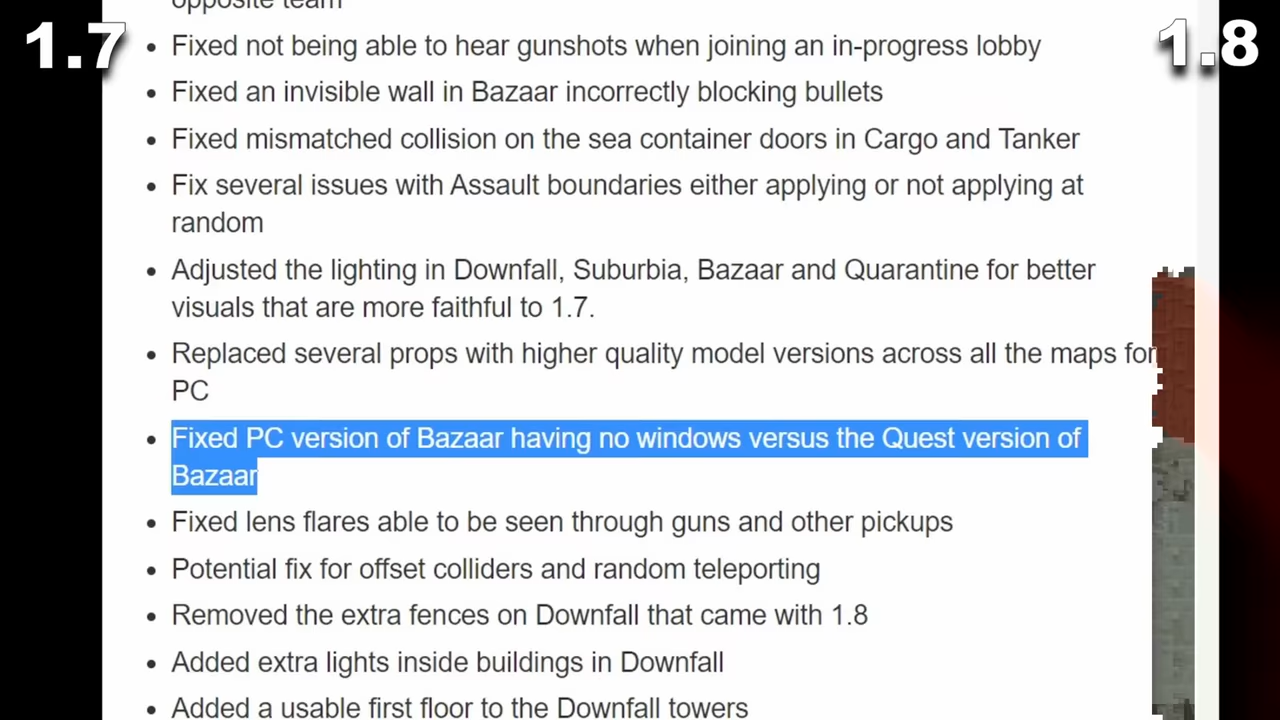 opposite team
1.7
1.8
Fixed not being able to hear gunshots when joining an in-progress lobby
Fixed an invisible wall in Bazaar incorrectly blocking bullets
Fixed mismatched collision on the sea container doors in Cargo and Tanker
Fix several issues with Assault boundaries either applying or not applying at
random
Adjusted the lighting in Downfall, Suburbia, Bazaar and Quarantine for better
visuals that are more faithful to 1.7.
Replaced several props with higher quality model versions across all the maps for
PC
Fixed PC version of Bazaar having no windows versus the Quest version of
Bazaar
Fixed lens flares able to be seen through guns and other pickups
Potential fix for offset colliders and random teleporting
Removed the extra fences on Downfall that came with 1.8
Added extra lights inside buildings in Downfall
Added a usable first floor to the Downfall towers